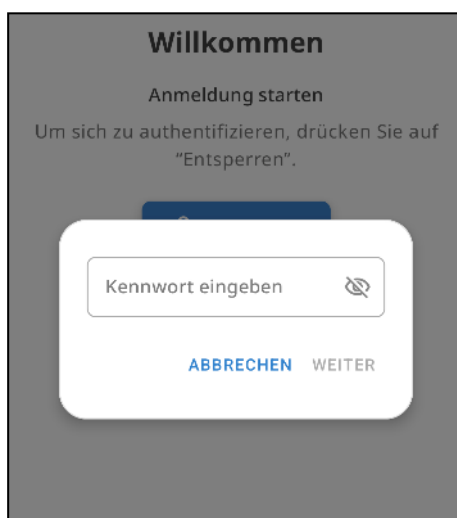 Willkommen
Anmeldung starten
Um sich zu authentifizieren, drücken Sie auf
“Entsperren”.
Kennwort eingeben
ABBRECHEN WEITER